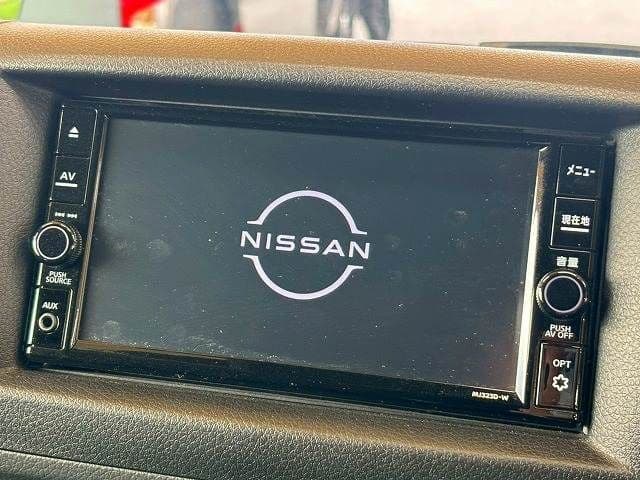 AV
PUSH
SOURCE
AUX
NISSAN
メニュー
現在地
音量
PUSH
AV OFF
OPT
MJ323D-W